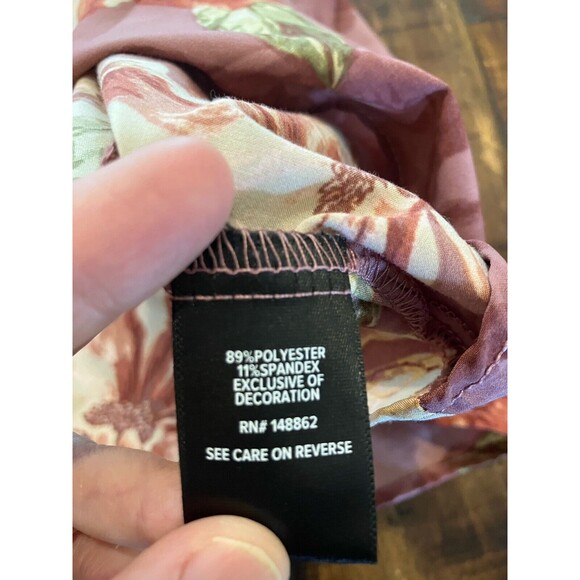 89%POLYESTER
11%SPANDEX
EXCLUSIVE OF
DECORATION
RN# 148862
SEE CARE ON REVERSE